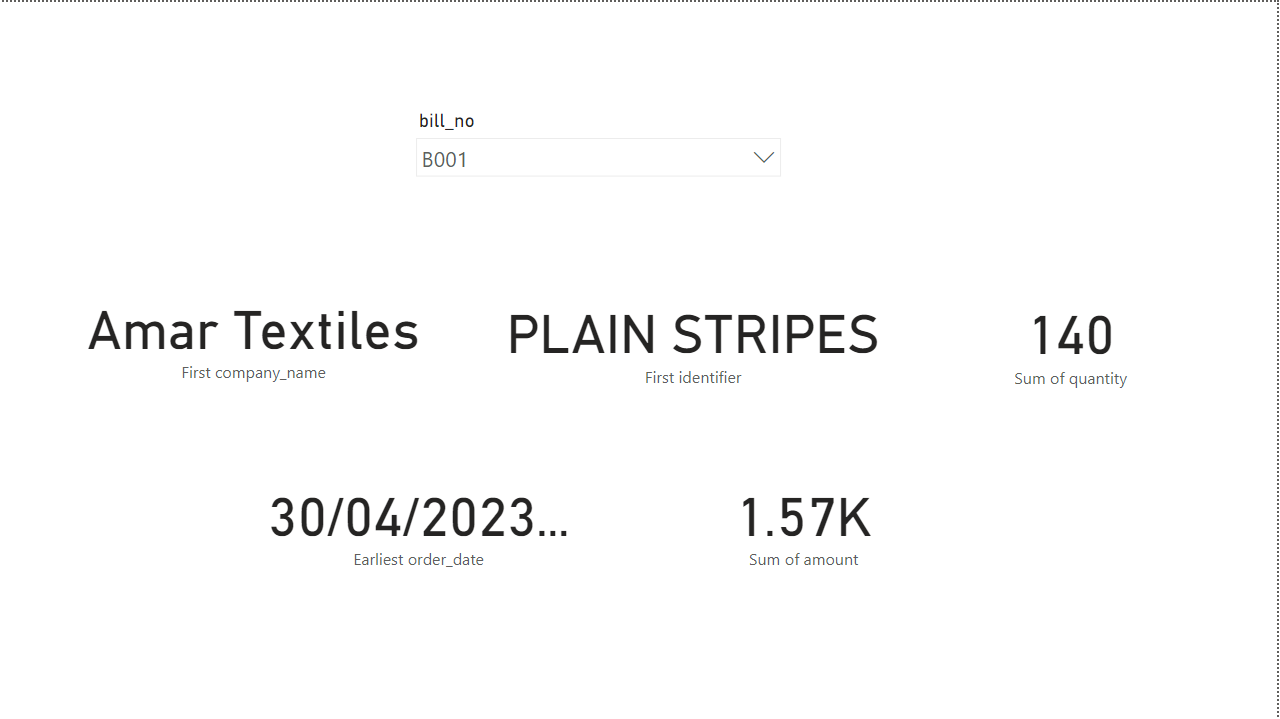 bill_no
B001
Amar Textiles
First company_name
PLAIN STRIPES
First identifier
140
Sum of quantity
30/04/2023...
Earliest order_date
1.57K
Sum of amount